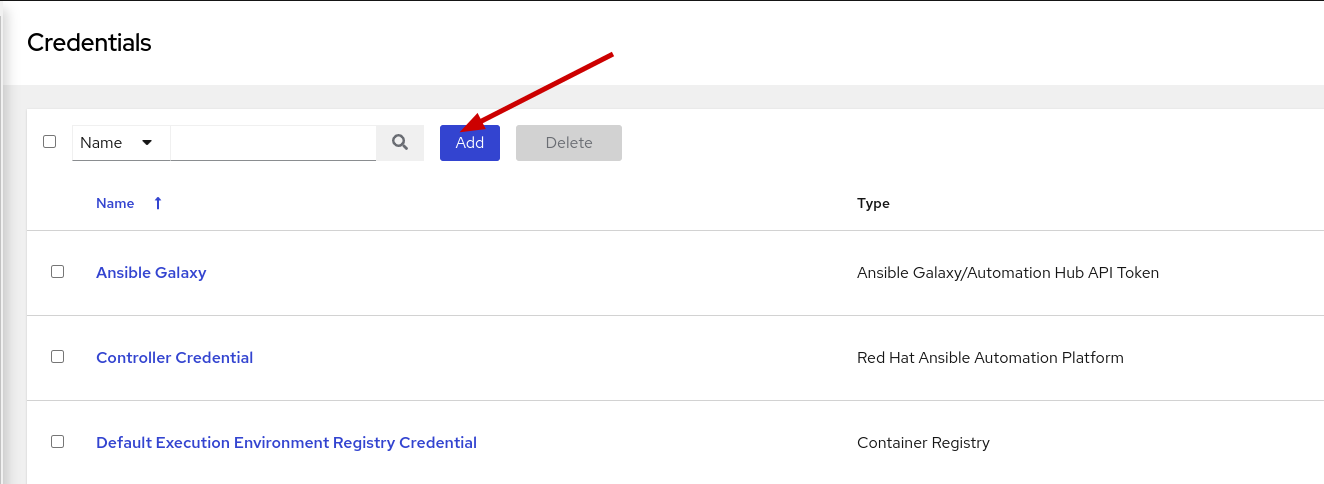 Credentials
Name Add Delete
Name Type
Ansible Galaxy Ansible Galaxy/Automation Hub API Token
Controller Credential Red Hat Ansible Automation Platform
Default Execution Environment Registry Credential Container Registry